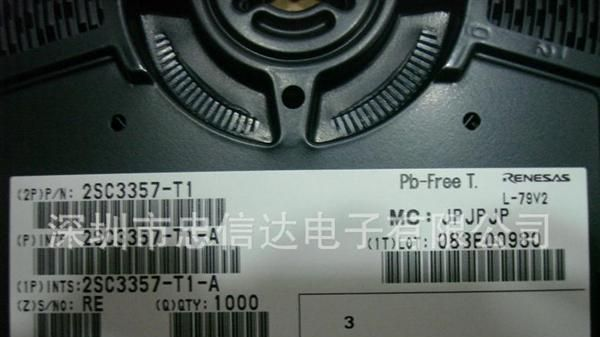 (2P)P/N: 2SC3357-T1
Pb-Free T. RENESAS
L-79V2
MC: JPJPJP
深圳市忠信达电子有限公司
(P) 2SC3357-T1-A
(1T)LOT: 083E00980
(1P)INTS: 2SC3357-T1-A
(Z)S/NO: RE (Q)QTY: 1000
3